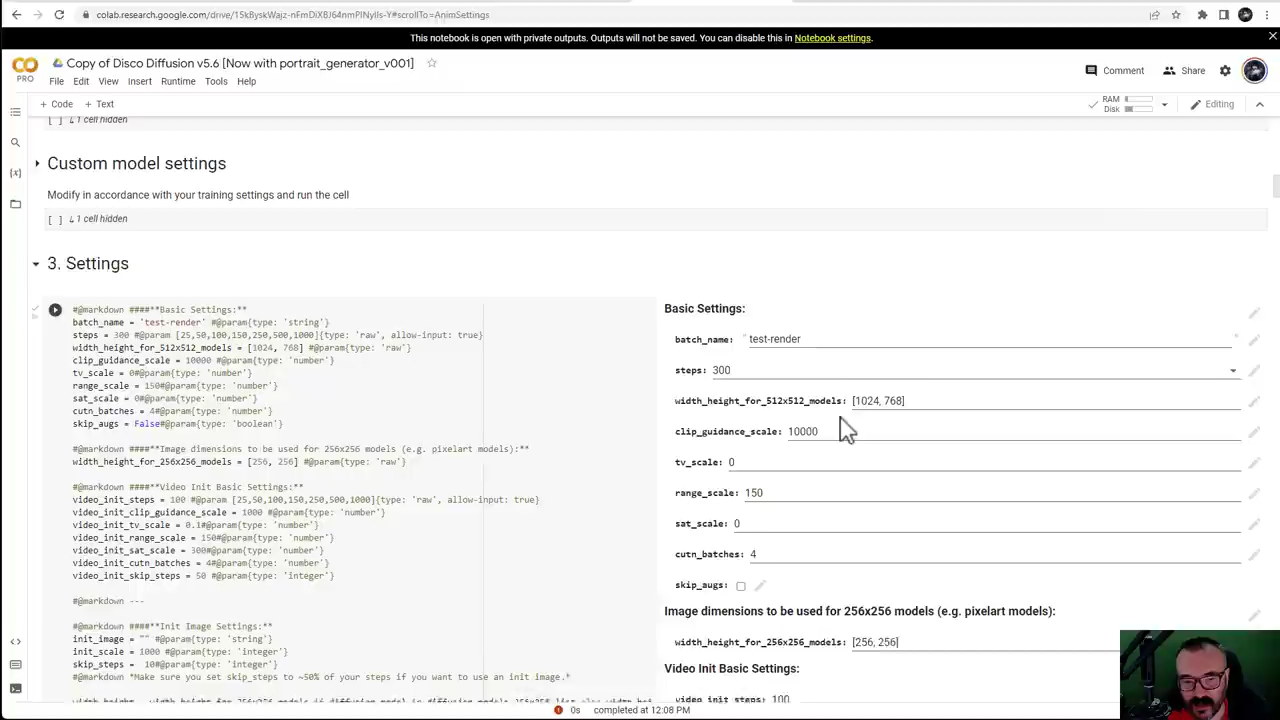 colab.research.google.com/drive/15k8yskWajz-nFmDiXBJ64nmPINylls-Y#scrollTo=AnimSettings
This notebook is open with private outputs. Outputs will not be saved. You can disable this in Notebook settings.
CO
PRO
Copy of Disco Diffusion v5.6 [Now with portrait_generator_v001]
File Edit View Insert Runtime Tools Help
Comment
Share
+ Code + Text
RAM
Disk
Editing
[ ] ↳ 1 cell hidden
Custom model settings
Modify in accordance with your training settings and run the cell
[ ] ↳ 1 cell hidden
3. Settings
#@markdown ####**Basic Settings:**
batch_name = 'test-render' #@param{type: 'string'}
steps = 300 #@param [25,50,100,150,250,500,1000]{type: 'raw', allow-input: true}
width_height_for_512x512_models = [1024, 768] #@param{type: 'raw'}
clip_guidance_scale = 10000 #@param{type: 'number'}
tv_scale = 0#@param{type: 'number'}
range_scale = 150#@param{type: 'number'}
sat_scale = 0#@param{type: 'number'}
cutn_batches = 4#@param{type: 'number'}
skip_augs = False#@param{type: 'boolean'}
#@markdown ####**Image dimensions to be used for 256x256 models (e.g. pixelart models):**
width_height_for_256x256_models = [256, 256] #@param{type: 'raw'}
#@markdown ####**Video Init Basic Settings:**
video_init_steps = 100 #@param [25,50,100,150,250,500,1000]{type: 'raw', allow-input: true}
video_init_clip_guidance_scale = 1000 #@param{type: 'number'}
video_init_tv_scale = 0.1#@param{type: 'number'}
video_init_range_scale = 150#@param{type: 'number'}
video_init_sat_scale = 300#@param{type: 'number'}
video_init_cutn_batches = 4#@param{type: 'number'}
video_init_skip_steps = 50 #@param{type: 'integer'}
#@markdown ---
#@markdown ####**Init Image Settings:**
init_image = "" #@param{type: 'string'}
init_scale = 1000 #@param{type: 'integer'}
skip_steps = 10#@param{type: 'integer'}
#@markdown *Make sure you set skip_steps to ~50% of your steps if you want to use an init image.*
Basic Settings:
batch_name: " test-render "
steps: 300
width_height_for_512x512_models: [1024, 768]
clip_guidance_scale: 10000
tv_scale: 0
range_scale: 150
sat_scale: 0
cutn_batches: 4
skip_augs:
Image dimensions to be used for 256x256 models (e.g. pixelart models):
width_height_for_256x256_models: [256, 256]
Video Init Basic Settings:
video_init_steps: 100
0s completed at 12:08 PM